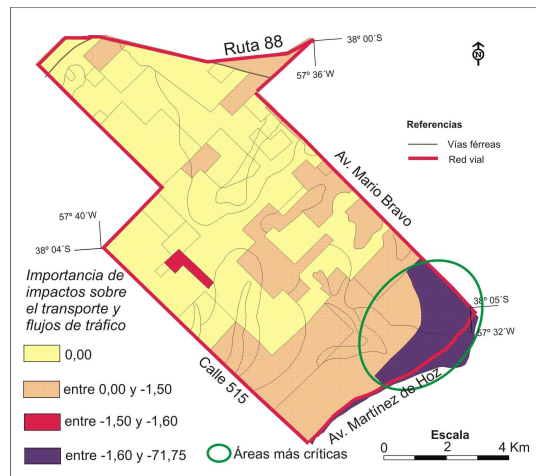 Ruta 88
38º 00´S
57º 36´W
N
Referencias
Vías férreas
Red vial
Av. Mario Bravo
57º 40´W
38º 04´S
Importancia de
impactos sobre
el transporte y
flujos de tráfico
0,00
entre 0,00 y -1,50
entre -1,50 y -1,60
entre -1,60 y -71,75
Calle 515
Av. Martínez de Hoz
38º 05´S
57º 32´W
Áreas más críticas
Escala
0 2 4 Km